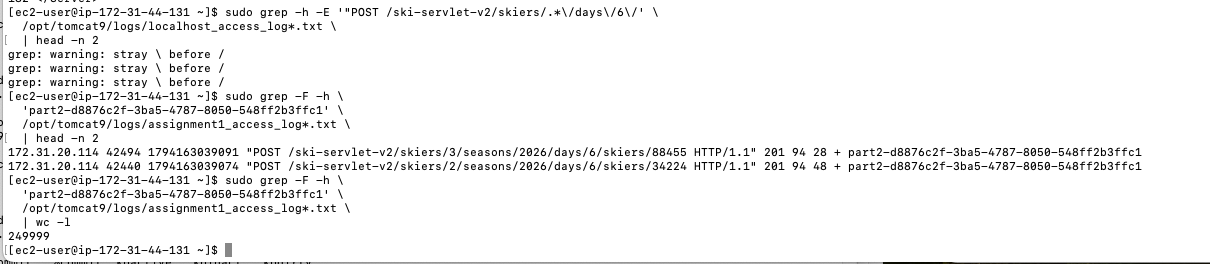 [ec2-user@ip-172-31-44-131 ~]$ sudo grep -h -E '"POST /ski-servlet-v2/skiers/.*\/days\/6\/' \
/opt/tomcat9/logs/localhost_access_log*.txt \
| head -n 2
grep: warning: stray \ before /
grep: warning: stray \ before /
grep: warning: stray \ before /
[ec2-user@ip-172-31-44-131 ~]$ sudo grep -F -h \
'part2-d8876c2f-3ba5-4787-8050-548ff2b3ffc1' \
/opt/tomcat9/logs/assignment1_access_log*.txt \
| head -n 2
172.31.20.114 42494 1794163039091 "POST /ski-servlet-v2/skiers/3/seasons/2026/days/6/skiers/88455 HTTP/1.1" 201 94 28 + part2-d8876c2f-3ba5-4787-8050-548ff2b3ffc1
172.31.20.114 42440 1794163039074 "POST /ski-servlet-v2/skiers/2/seasons/2026/days/6/skiers/34224 HTTP/1.1" 201 94 48 + part2-d8876c2f-3ba5-4787-8050-548ff2b3ffc1
[ec2-user@ip-172-31-44-131 ~]$ sudo grep -F -h \
'part2-d8876c2f-3ba5-4787-8050-548ff2b3ffc1' \
/opt/tomcat9/logs/assignment1_access_log*.txt \
| wc -l
249999
[ec2-user@ip-172-31-44-131 ~]$